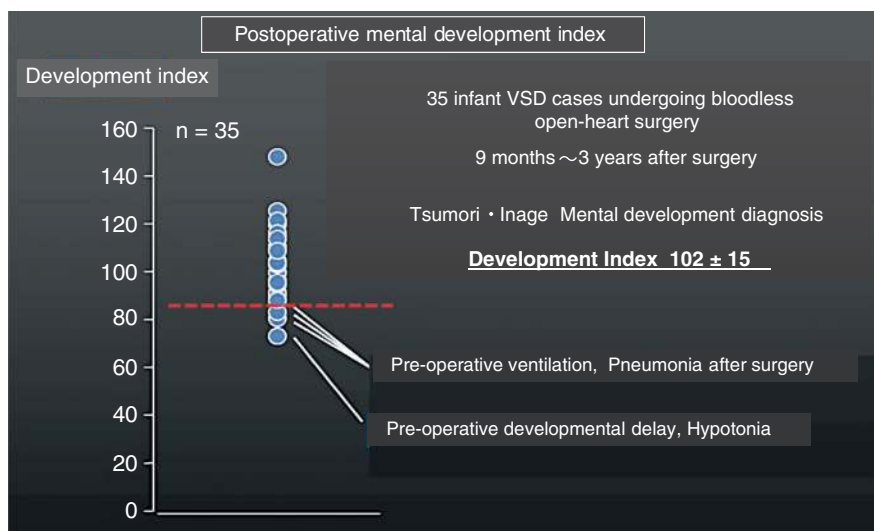 Postoperative mental development index
Development index
35 infant VSD cases undergoing bloodless
open-heart surgery
9 months ～3 years after surgery
Tsumori・Inage Mental development diagnosis
Development Index 102 ± 15
n = 35
160
140
120
100
80
60
40
20
0
Pre-operative ventilation, Pneumonia after surgery
Pre-operative developmental delay, Hypotonia